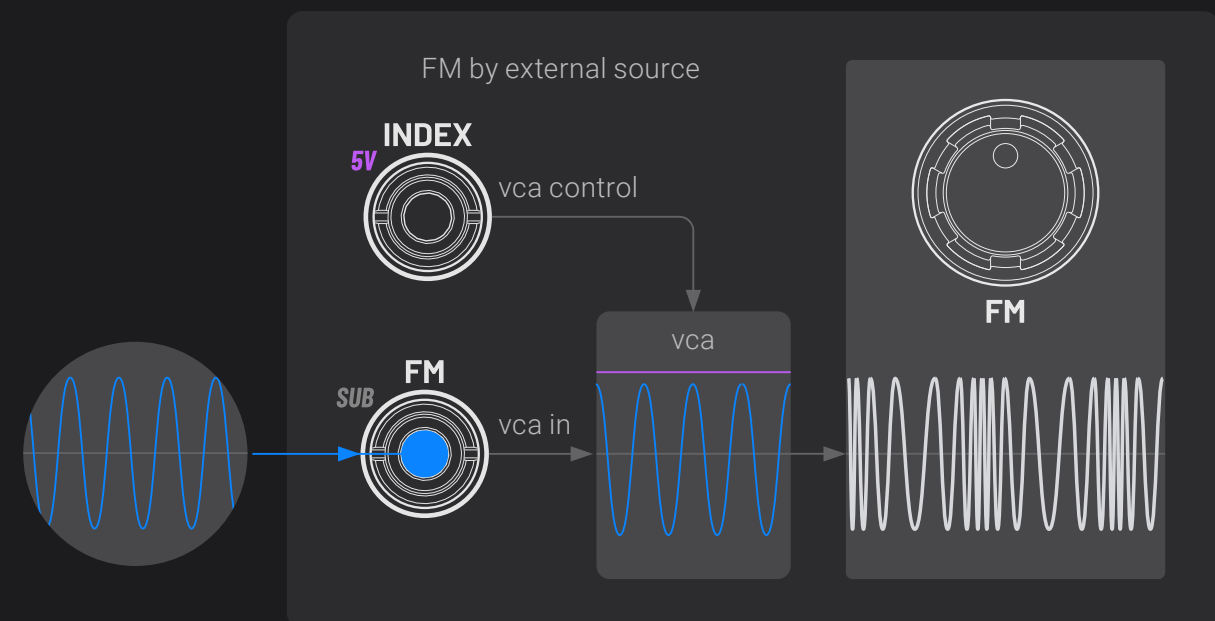 FM by external source
INDEX
5V
vca control
FM
vca
FM
SUB
vca in